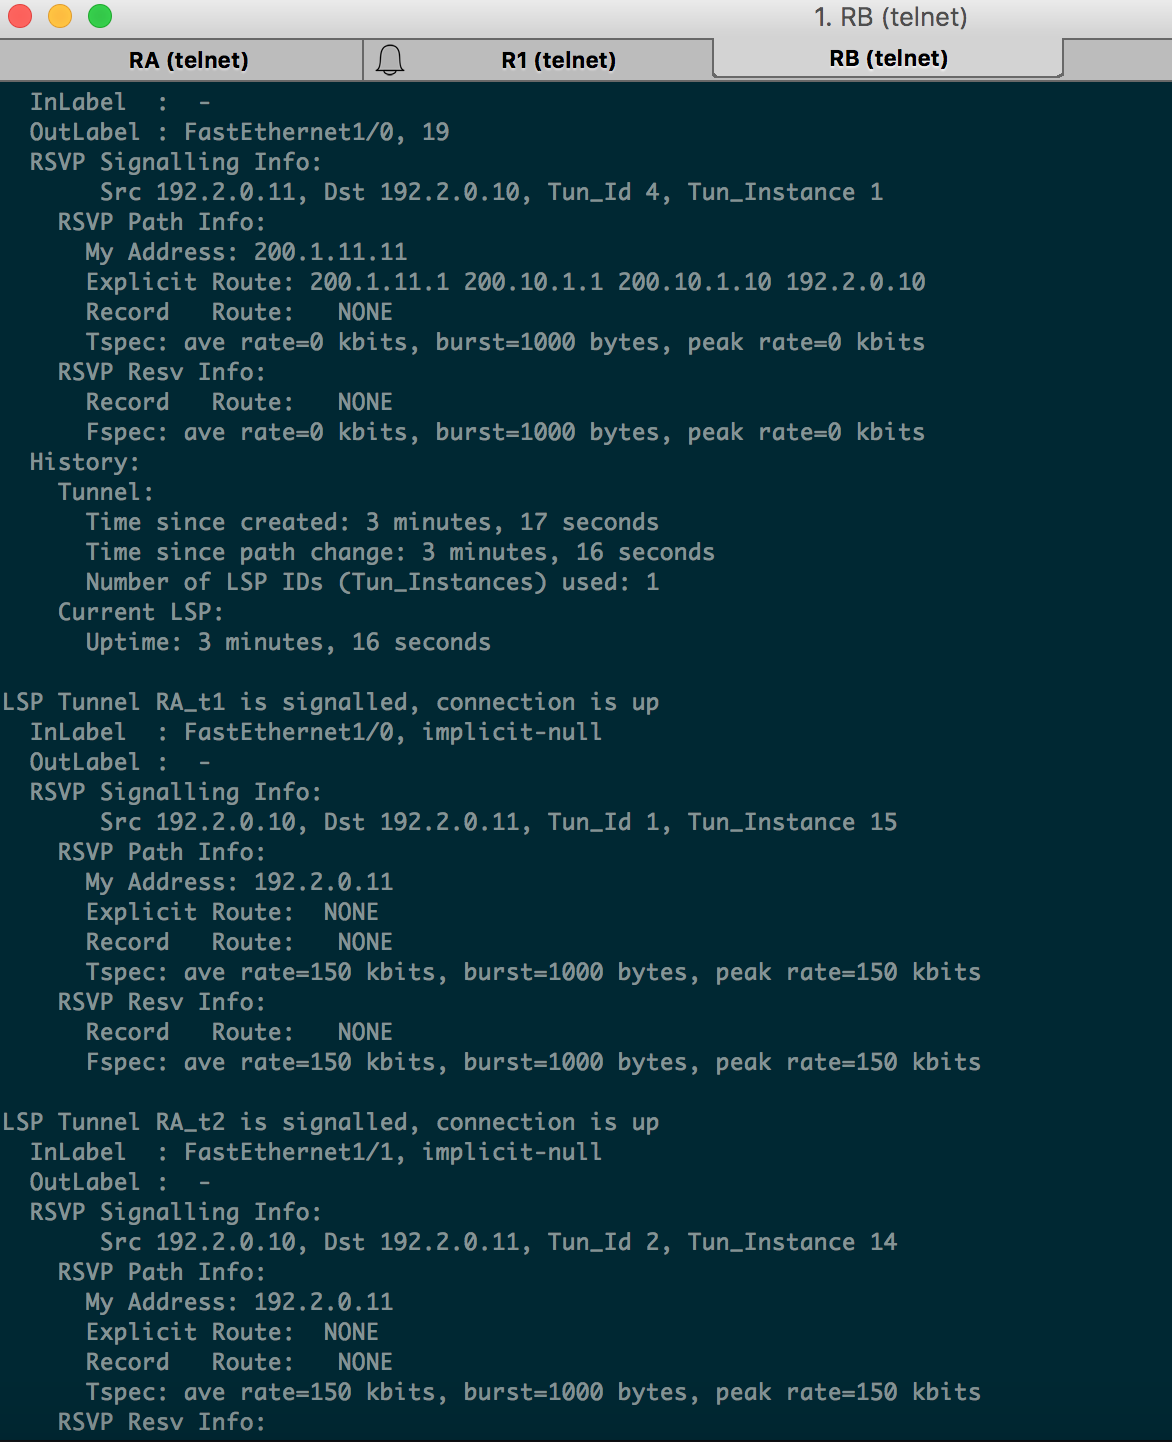 1. RB (telnet)
RA (telnet) R1 (telnet) RB (telnet)
  InLabel  :  -
  OutLabel : FastEthernet1/0, 19
  RSVP Signalling Info:
       Src 192.2.0.11, Dst 192.2.0.10, Tun_Id 4, Tun_Instance 1
    RSVP Path Info:
      My Address: 200.1.11.11
      Explicit Route: 200.1.11.1 200.10.1.1 200.10.1.10 192.2.0.10
      Record   Route:   NONE
      Tspec: ave rate=0 kbits, burst=1000 bytes, peak rate=0 kbits
    RSVP Resv Info:
      Record   Route:   NONE
      Fspec: ave rate=0 kbits, burst=1000 bytes, peak rate=0 kbits
  History:
    Tunnel:
      Time since created: 3 minutes, 17 seconds
      Time since path change: 3 minutes, 16 seconds
      Number of LSP IDs (Tun_Instances) used: 1
    Current LSP:
      Uptime: 3 minutes, 16 seconds

LSP Tunnel RA_t1 is signalled, connection is up
  InLabel  : FastEthernet1/0, implicit-null
  OutLabel :  -
  RSVP Signalling Info:
       Src 192.2.0.10, Dst 192.2.0.11, Tun_Id 1, Tun_Instance 15
    RSVP Path Info:
      My Address: 192.2.0.11
      Explicit Route:  NONE
      Record   Route:   NONE
      Tspec: ave rate=150 kbits, burst=1000 bytes, peak rate=150 kbits
    RSVP Resv Info:
      Record   Route:   NONE
      Fspec: ave rate=150 kbits, burst=1000 bytes, peak rate=150 kbits

LSP Tunnel RA_t2 is signalled, connection is up
  InLabel  : FastEthernet1/1, implicit-null
  OutLabel :  -
  RSVP Signalling Info:
       Src 192.2.0.10, Dst 192.2.0.11, Tun_Id 2, Tun_Instance 14
    RSVP Path Info:
      My Address: 192.2.0.11
      Explicit Route:  NONE
      Record   Route:   NONE
      Tspec: ave rate=150 kbits, burst=1000 bytes, peak rate=150 kbits
    RSVP Resv Info: